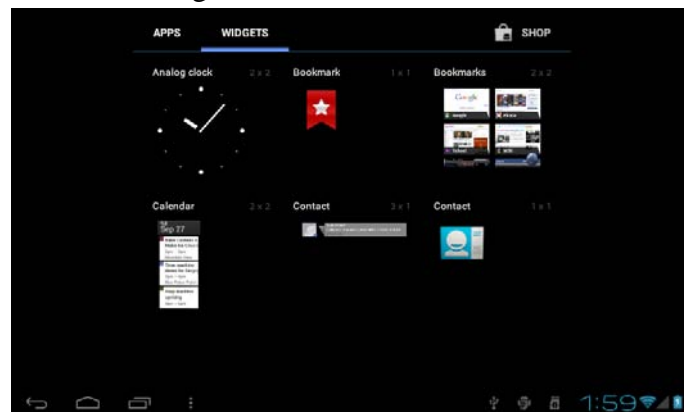 APPS WIDGETS SHOP
Analog clock 2 x 2 Bookmark 1 x 1 Bookmarks 2 x 2
Google
Calendar 2 x 2 Contact 3 x 1 Contact 1 x 1
Sep 27
1:59